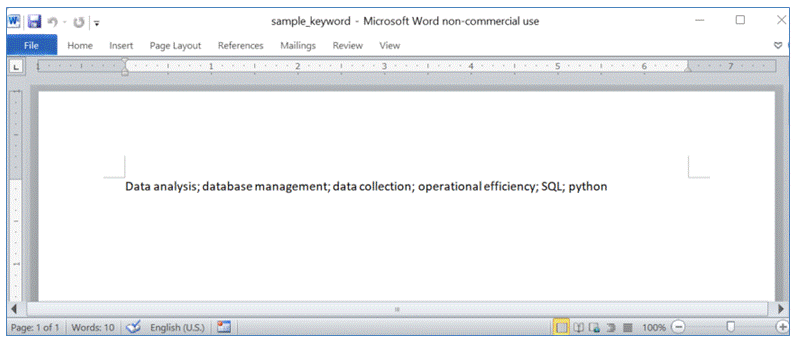 sample_keyword - Microsoft Word non-commercial use
File Home Insert Page Layout References Mailings Review View
1 1 2 3 4 5 6 7
Data analysis; database management; data collection; operational efficiency; SQL; python
Page: 1 of 1 Words: 10 English (U.S.) 100%